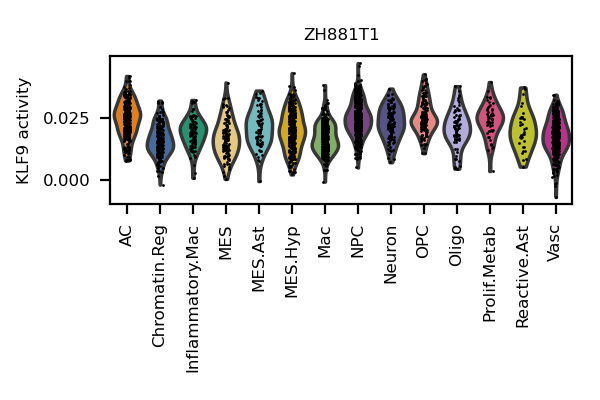 ZH881T1
KLF9 activity
0.025
0.000
AC
Chromatin.Reg
Inflammatory.Mac
MES
MES.Ast
MES.Hyp
Mac
NPC
Neuron
OPC
Oligo
Prolif.Metab
Reactive.Ast
Vasc